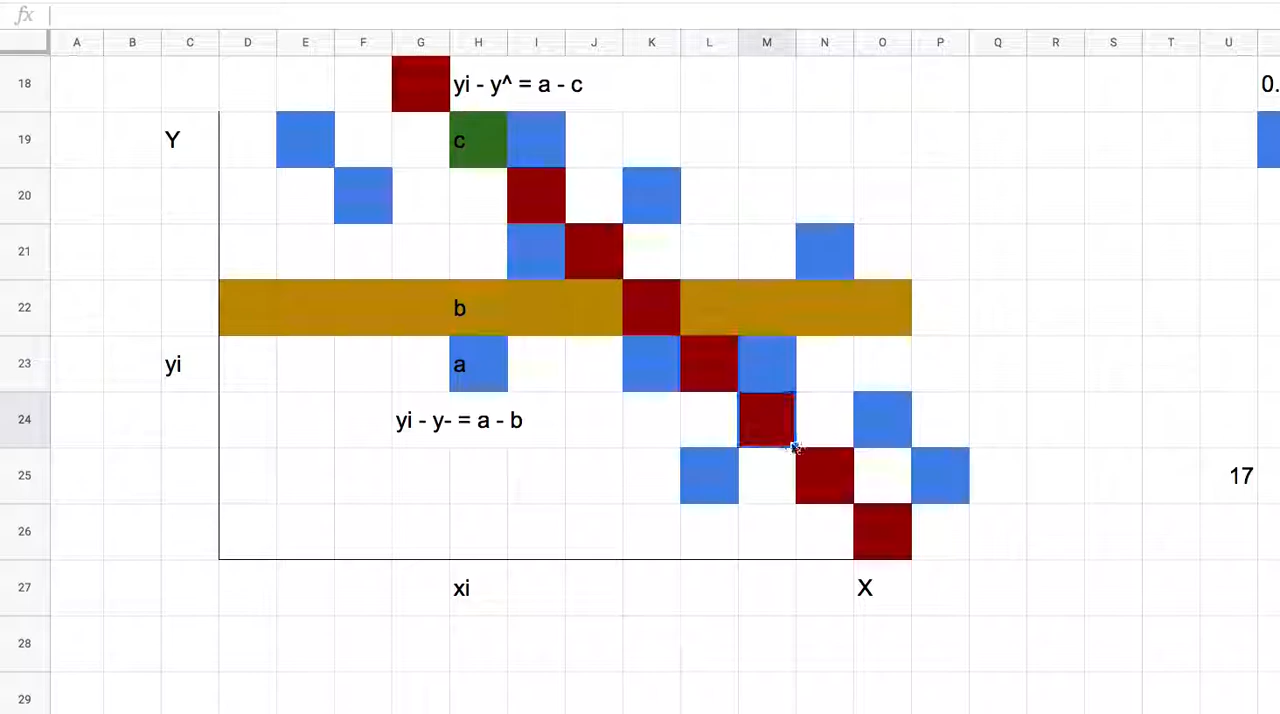 fx
A B C D E F G H I J K L M N O P Q R S T U
18 yi - y^ = a - c 0.
19 Y c
20
21
22 b
23 yi a
24 yi - y- = a - b
25 17
26
27 xi X
28
29